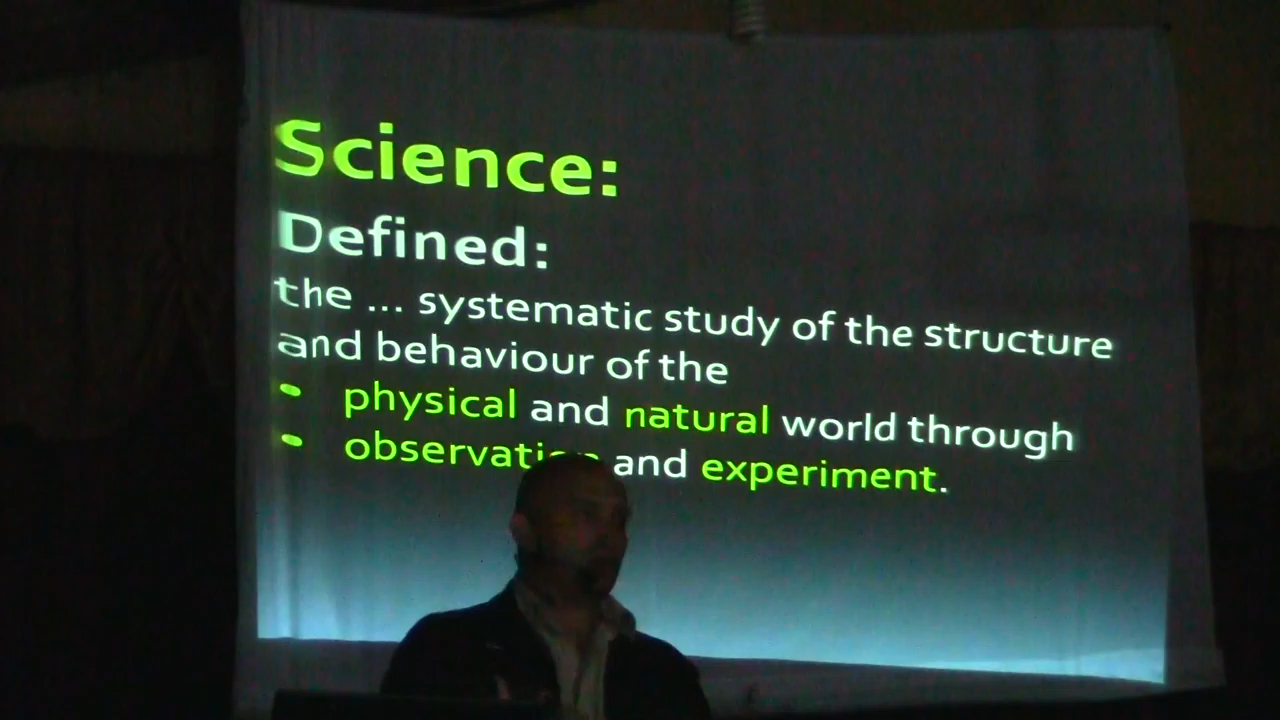 Science:
Defined:
the ... systematic study of the structure
and behaviour of the
• physical and natural world through
• observation and experiment.